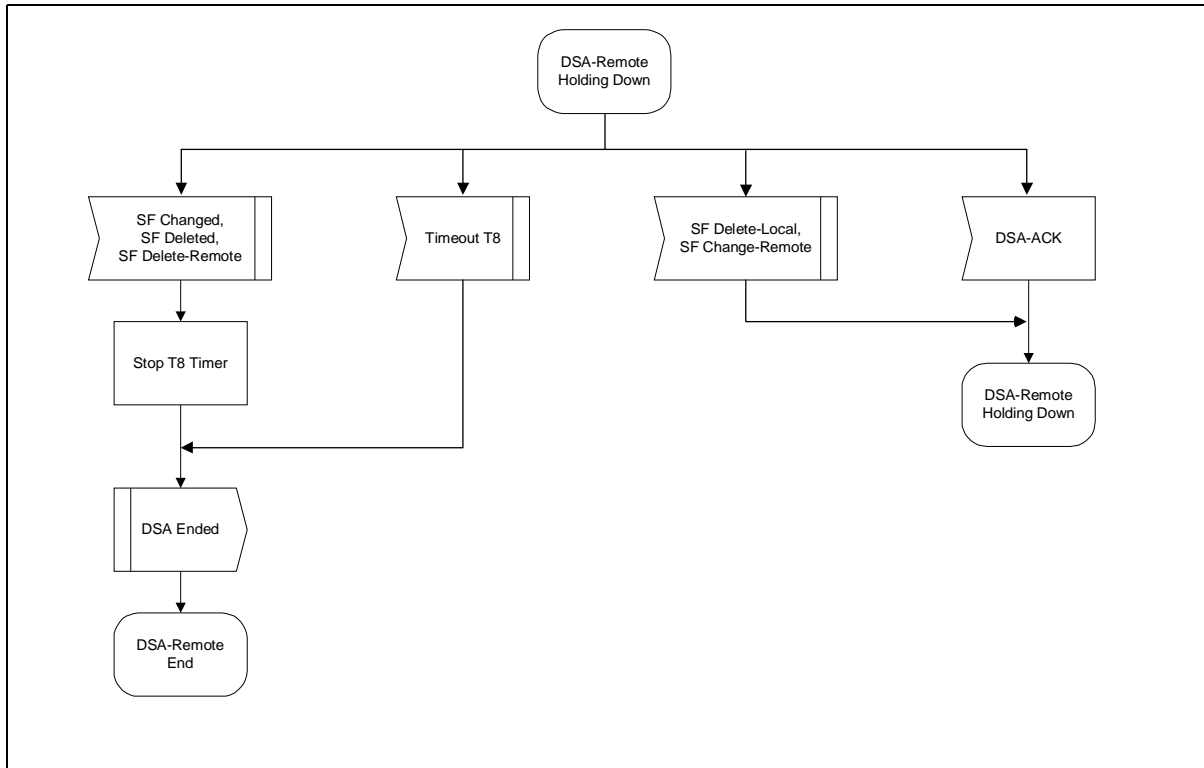 DSA-Remote
Holding Down
SF Changed,
SF Deleted,
SF Delete-Remote
Timeout T8
SF Delete-Local,
SF Change-Remote
DSA-ACK
Stop T8 Timer
DSA-Remote
Holding Down
DSA Ended
DSA-Remote
End